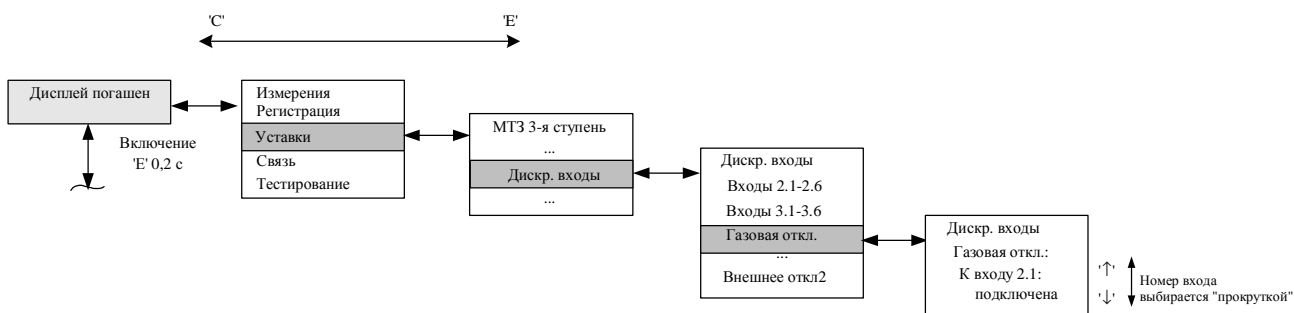 'C'
'E'
Дисплей погашен
Включение
'E' 0,2 с
Измерения
Регистрация
Уставки
Связь
Тестирование
МТЗ 3-я ступень
...
Дискр. входы
...
Дискр. входы
Входы 2.1-2.6
Входы 3.1-3.6
Газовая откл.
...
Внешнее откл2
Дискр. входы
Газовая откл.:
К входу 2.1:
подключена
'↑'
'↓'
Номер входа
выбирается "прокруткой"